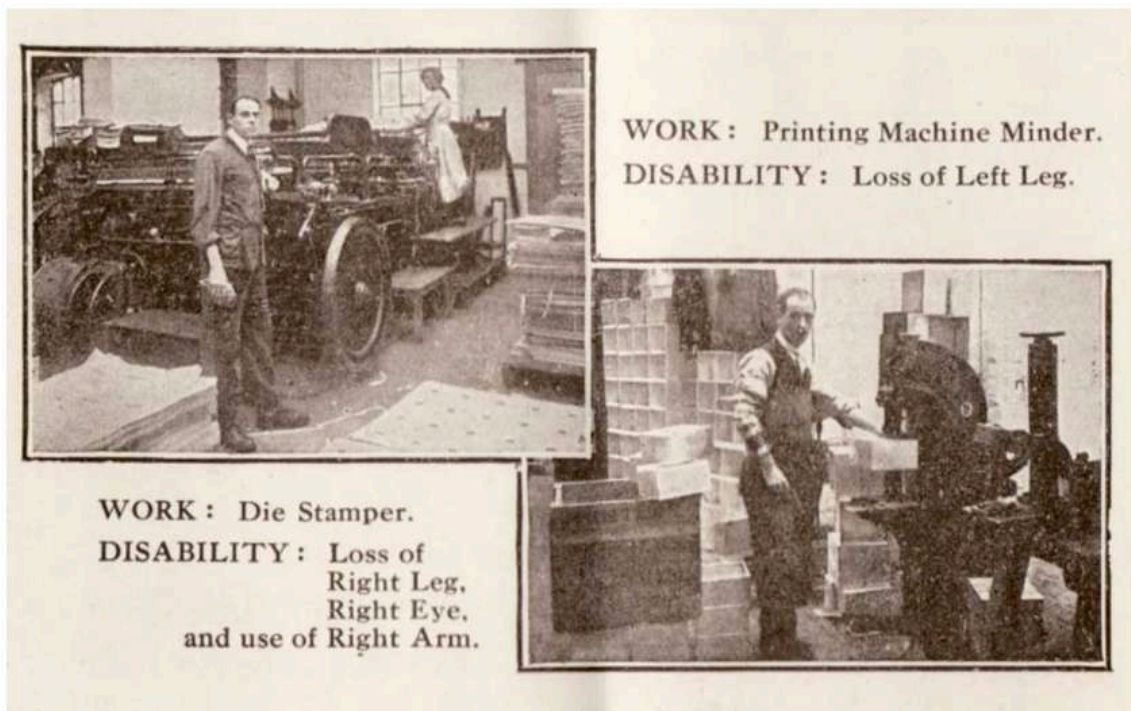 WORK: Printing Machine Minder.
DISABILITY: Loss of Left Leg.
WORK: Die Stamper.
DISABILITY: Loss of
Right Leg,
Right Eye,
and use of Right Arm.